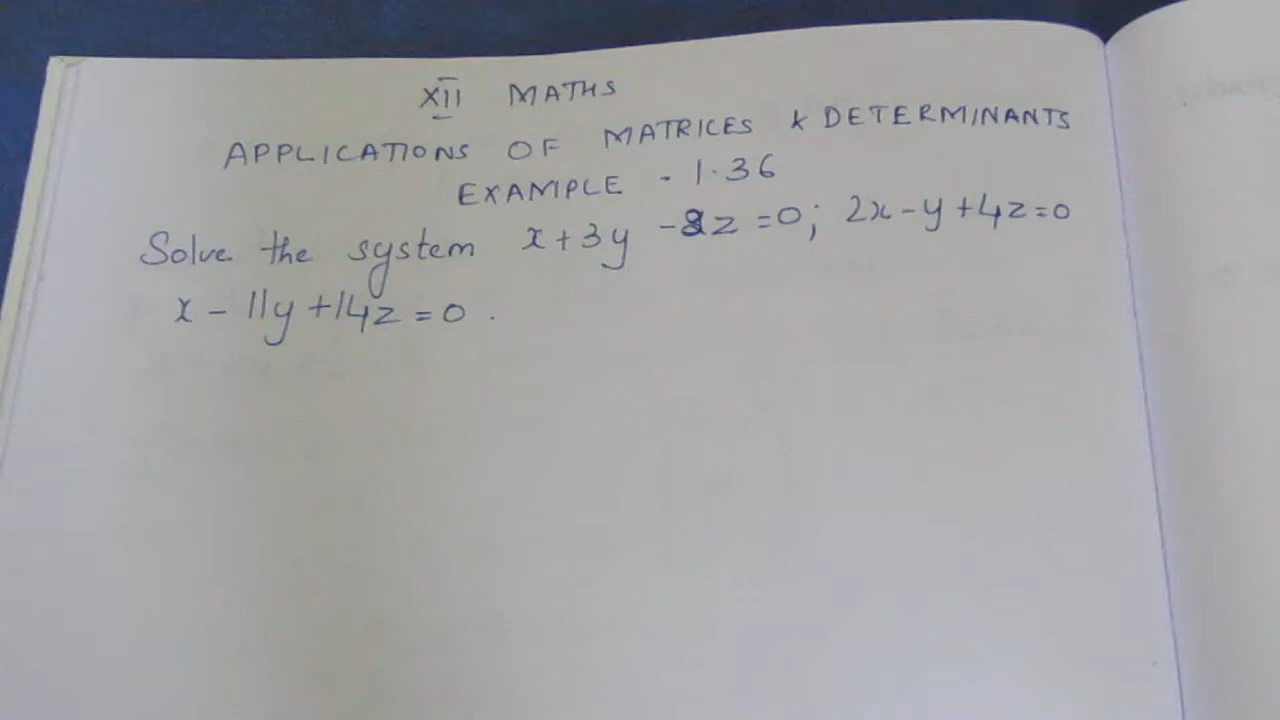 XII MATHS
APPLICATIONS OF MATRICES & DETERMINANTS
EXAMPLE - 1.36
Solve the system x+3y -2z =0; 2x-y+4z=0
x - 11y +14z = 0 .